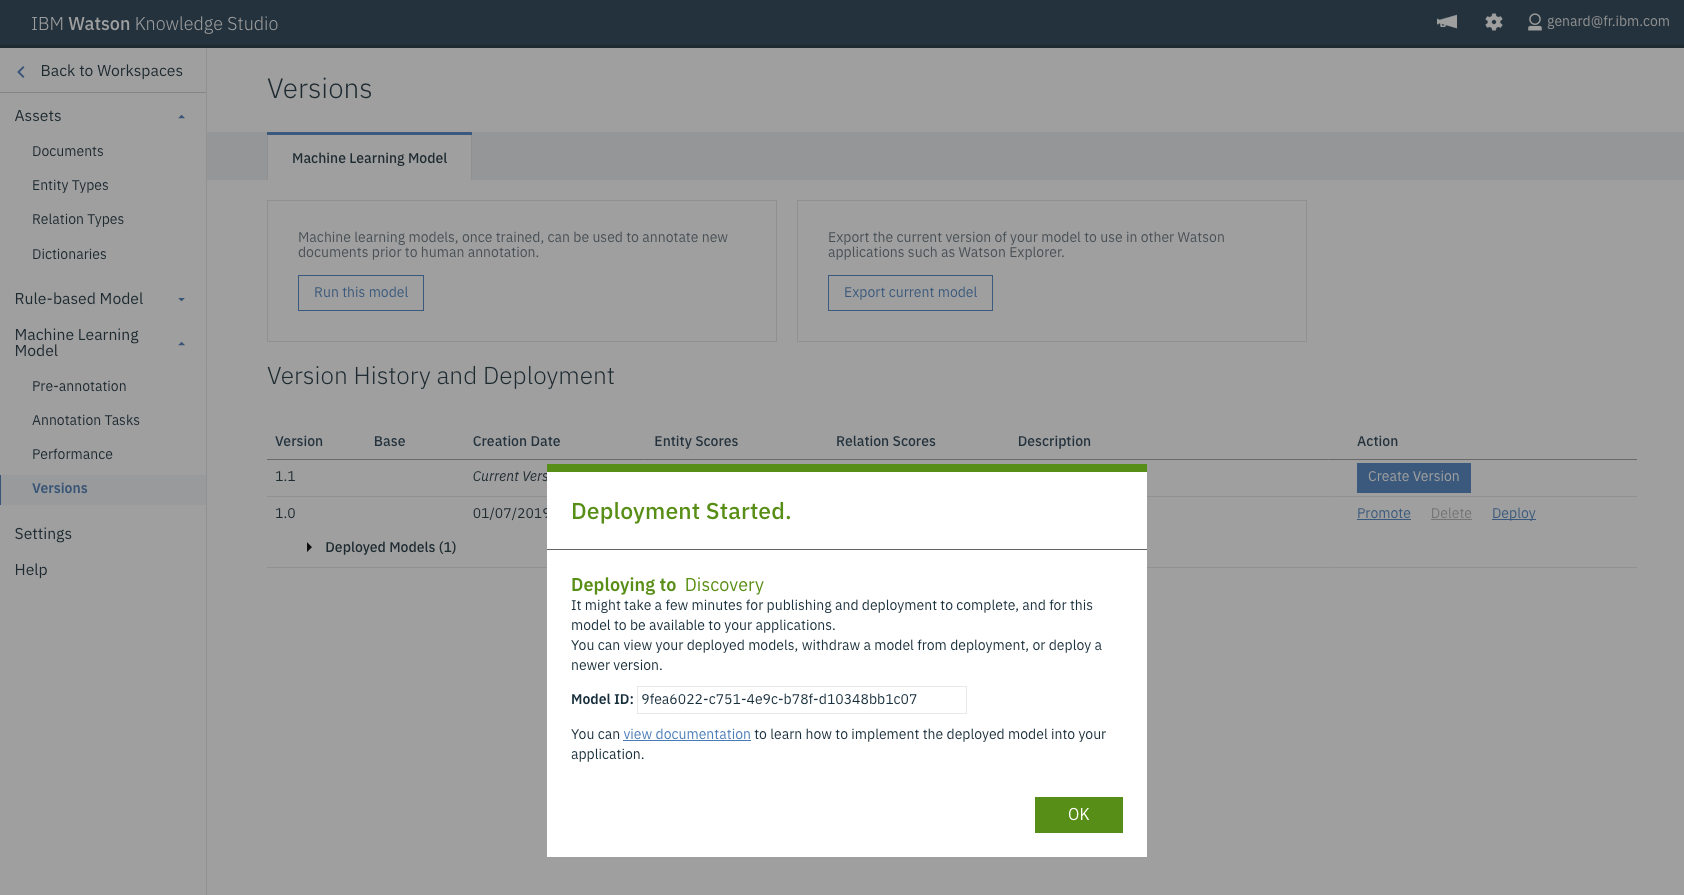 IBM Watson Knowledge Studio
genard@fr.ibm.com
Back to Workspaces
Assets
Documents
Entity Types
Relation Types
Dictionaries
Rule-based Model
Machine Learning
Model
Pre-annotation
Annotation Tasks
Performance
Versions
Settings
Help
Versions
Machine Learning Model
Machine learning models, once trained, can be used to annotate new
documents prior to human annotation.
Run this model
Export the current version of your model to use in other Watson
applications such as Watson Explorer.
Export current model
Version History and Deployment
Version Base Creation Date Entity Scores Relation Scores Description Action
1.1 Current Vers Create Version
1.0 01/07/2019 Promote Delete Deploy
Deployed Models (1)
Deployment Started.
Deploying to Discovery
It might take a few minutes for publishing and deployment to complete, and for this
model to be available to your applications.
You can view your deployed models, withdraw a model from deployment, or deploy a
newer version.
Model ID: 9fea6022-c751-4e9c-b78f-d10348bb1c07
You can view documentation to learn how to implement the deployed model into your
application.
OK